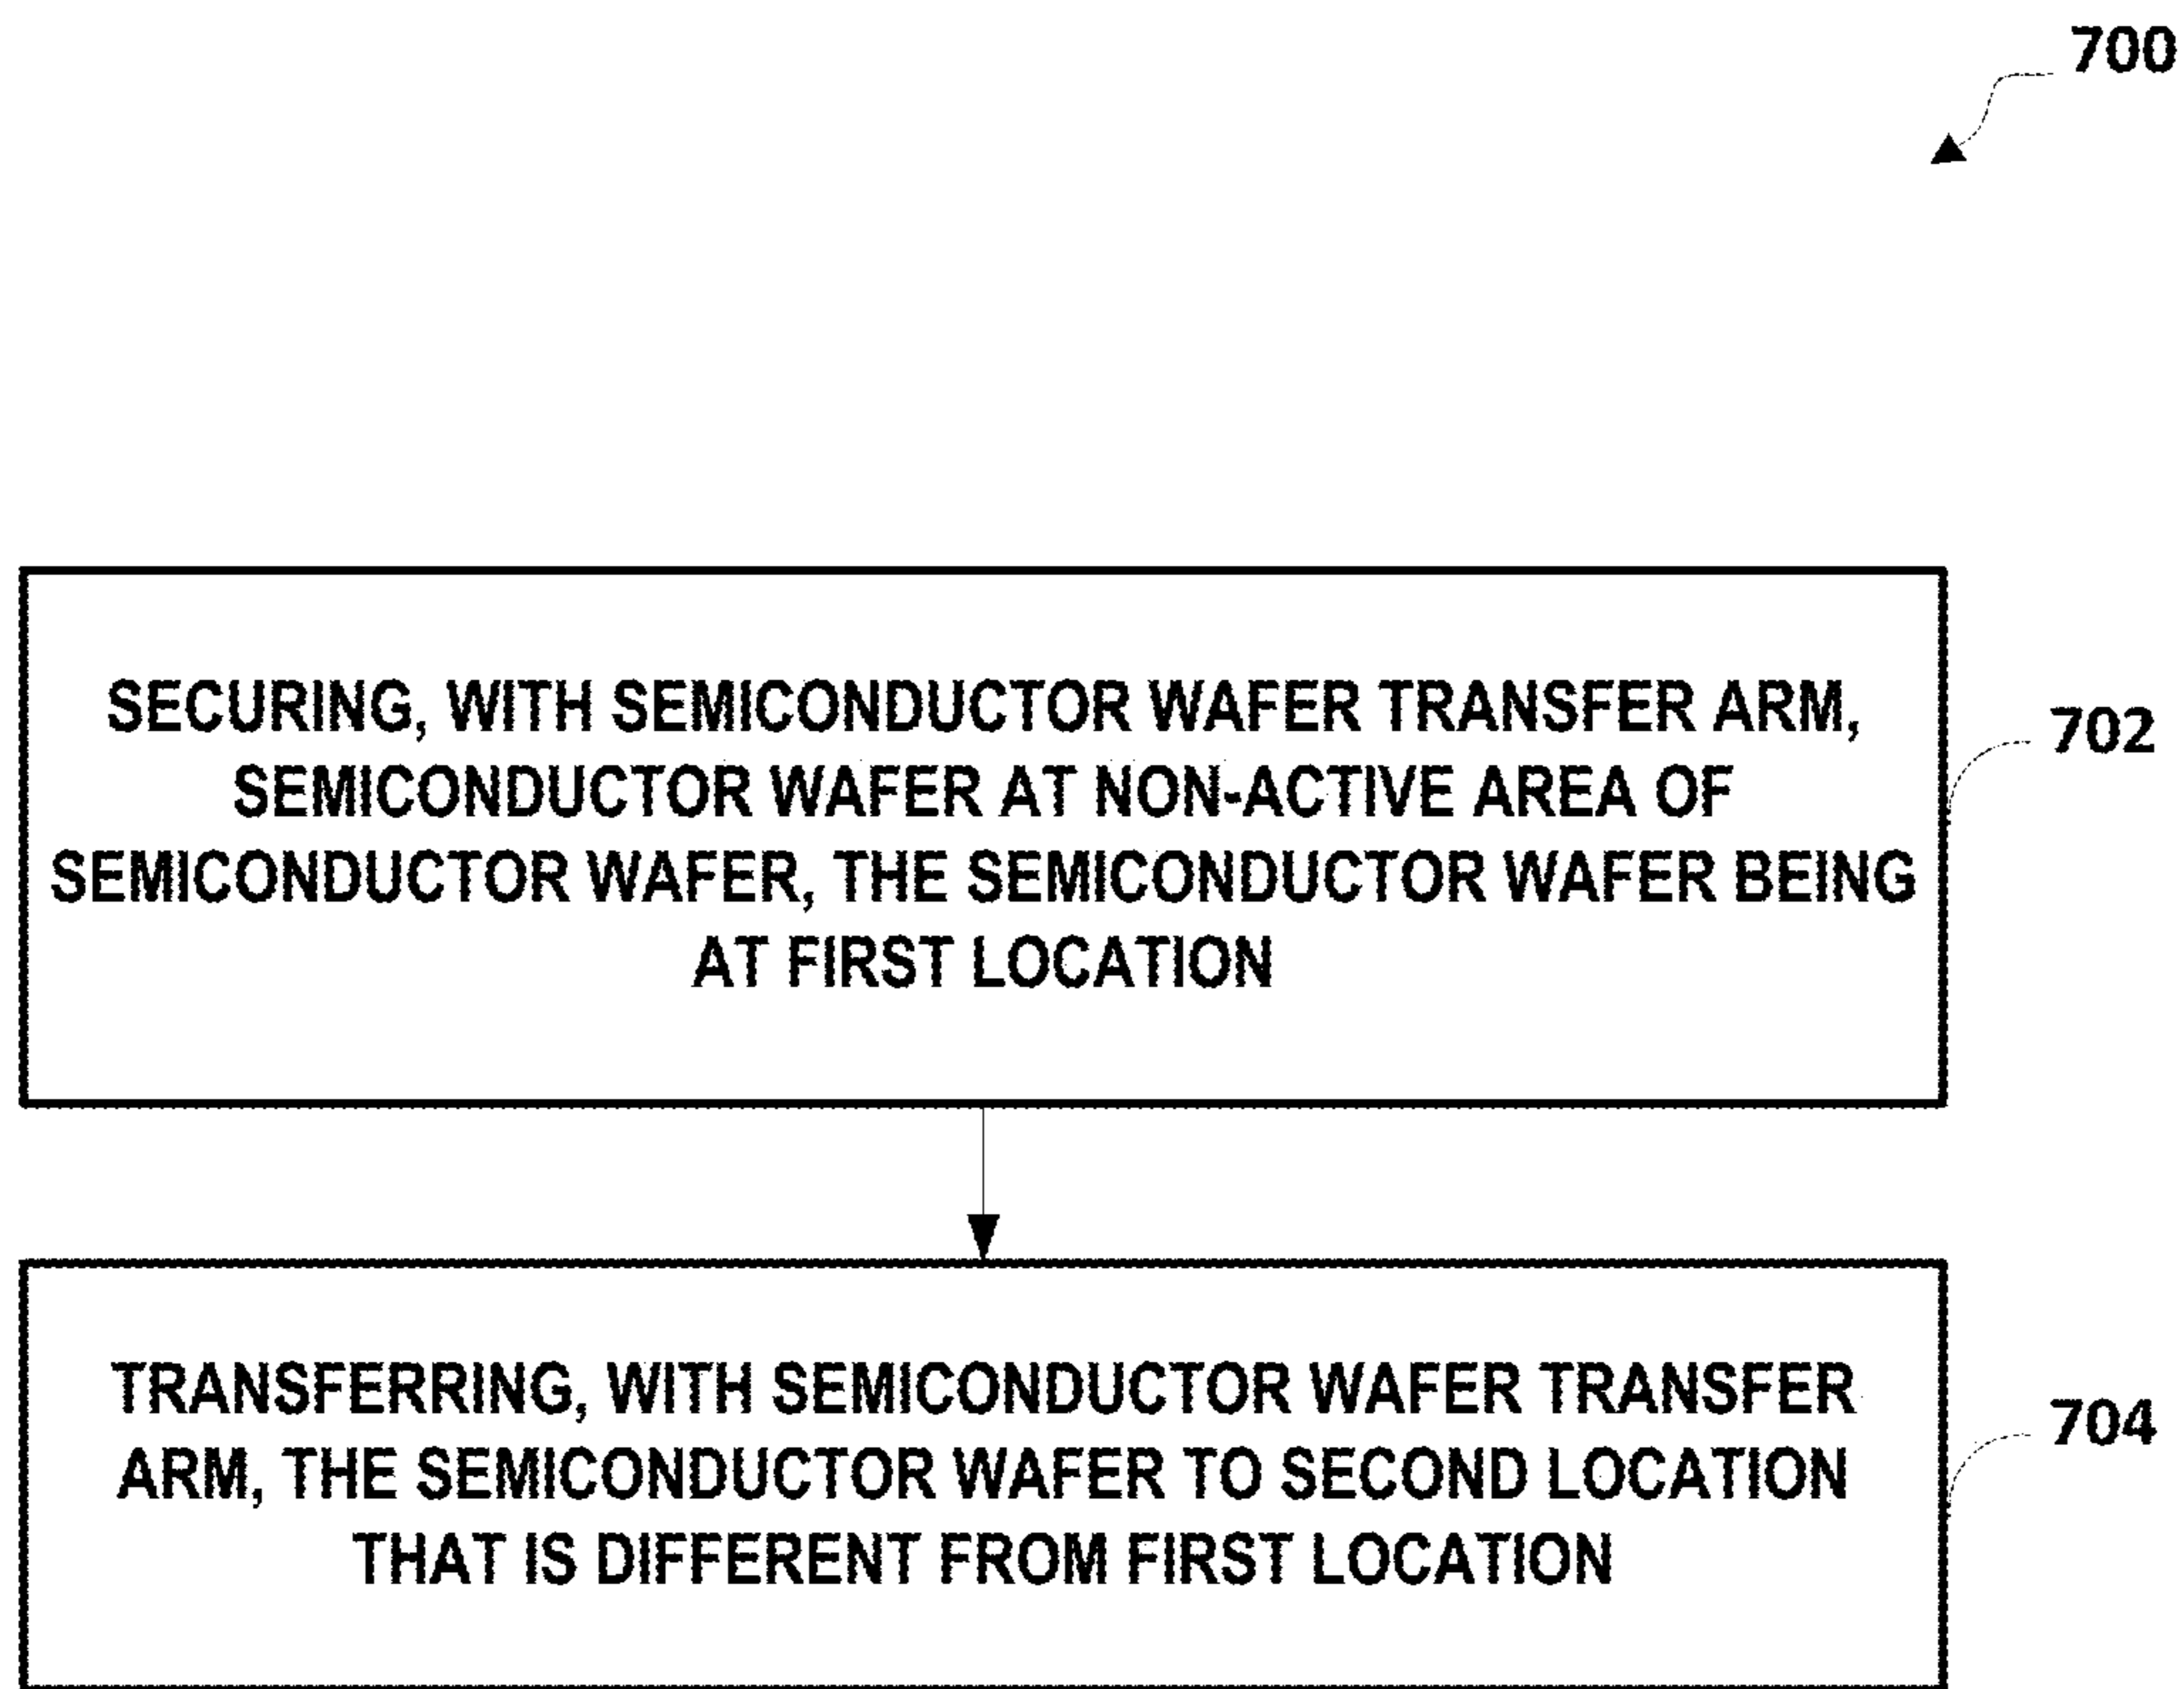 700
SECURING, WITH SEMICONDUCTOR WAFER TRANSFER ARM,
SEMICONDUCTOR WAFER AT NON-ACTIVE AREA OF
SEMICONDUCTOR WAFER, THE SEMICONDUCTOR WAFER BEING
AT FIRST LOCATION
702
TRANSFERRING, WITH SEMICONDUCTOR WAFER TRANSFER
ARM, THE SEMICONDUCTOR WAFER TO SECOND LOCATION
THAT IS DIFFERENT FROM FIRST LOCATION
704